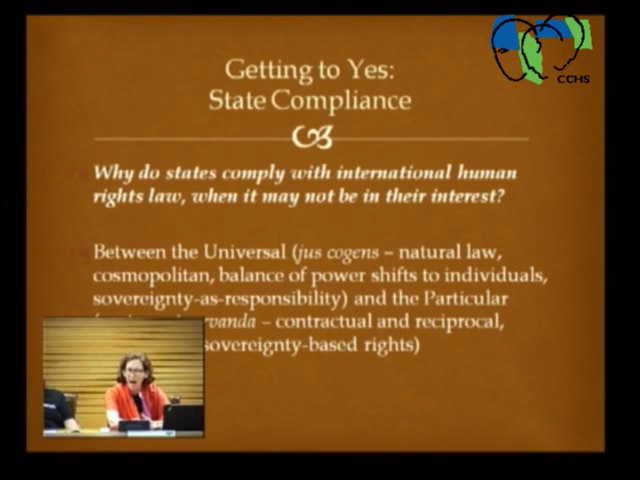 CCHS
Getting to Yes:
State Compliance
Why do states comply with international human
rights law, when it may not be in their interest?
Between the Universal (jus cogens – natural law,
cosmopolitan, balance of power shifts to individuals,
sovereignty-as-responsibility) and the Particular
– contractual and reciprocal,
sovereignty-based rights)